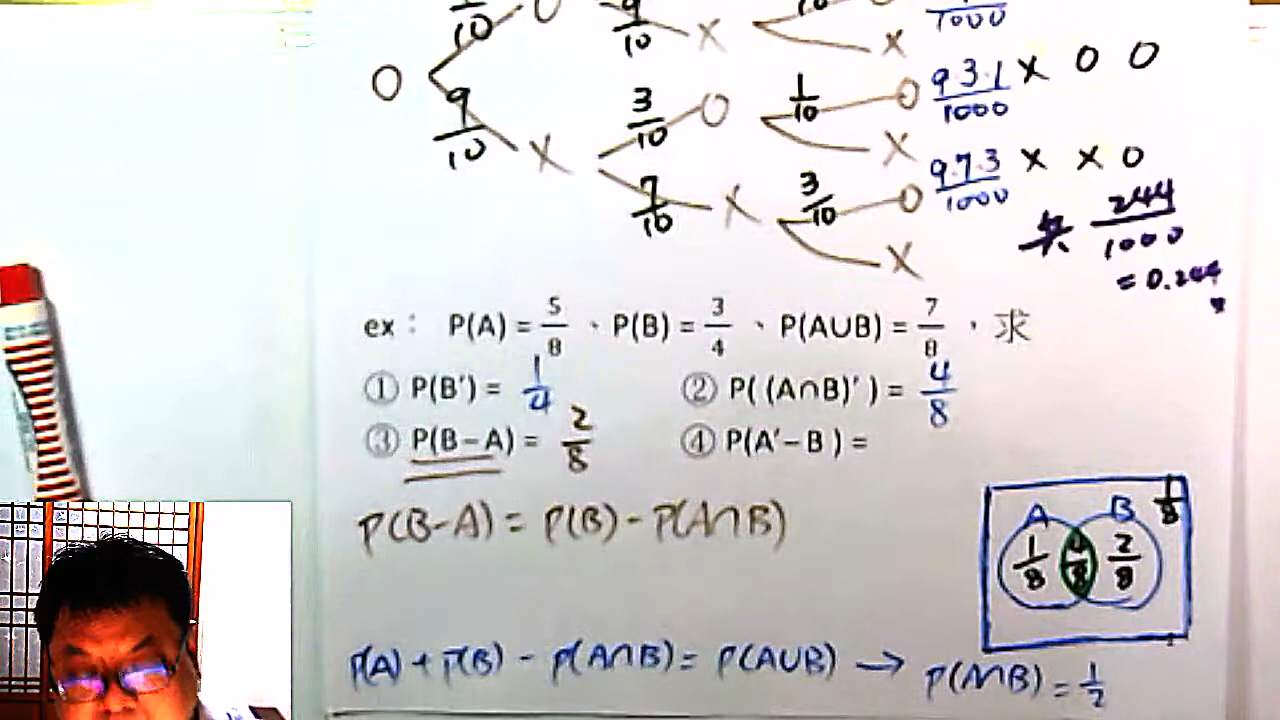 9/10 x
O 9/10 x 3/10 O 1/10 O 9·3·1/1000 x O O
x
7/10 x 3/10 O 9·7·3/1000 x x O
x
共 244/1000
= 0.244
ex: P(A) = 5/8、P(B) = 3/4、P(A∪B) = 7/8,求
① P(B′) = 1/4 ② P( (A∩B)′ ) = 4/8
③ P(B－A) = 2/8 ④ P(A′－B ) =
P(B-A) = P(B) - P(A∩B)
A B 1/8
1/8 4/8 2/8
P(A) + P(B) - P(A∩B) = P(A∪B) → P(A∩B) = 1/2